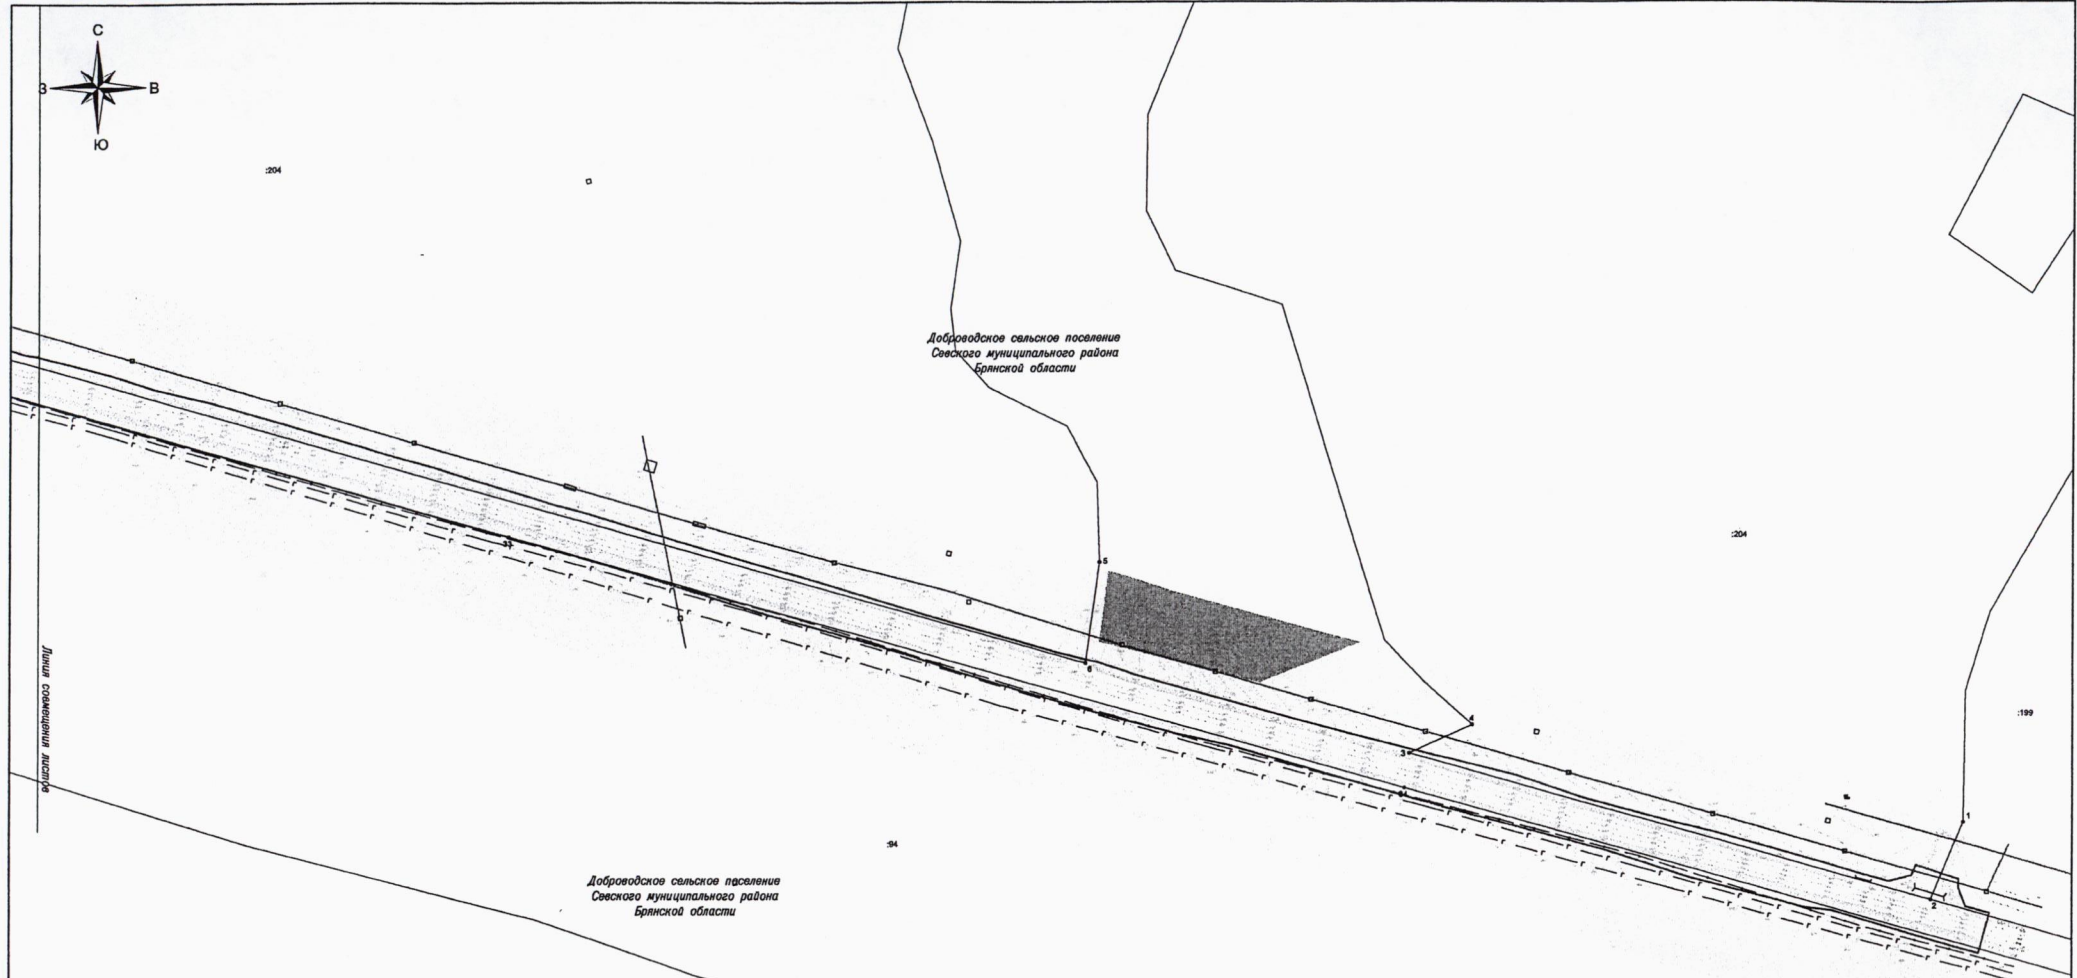 С
З
В
Ю
:204
Доброводское сельское поселение
Севского муниципального района
Брянской области
:204
5
6
4
3
:199
1
2
Линия совмещения листов
:94
Доброводское сельское поселение
Севского муниципального района
Брянской области